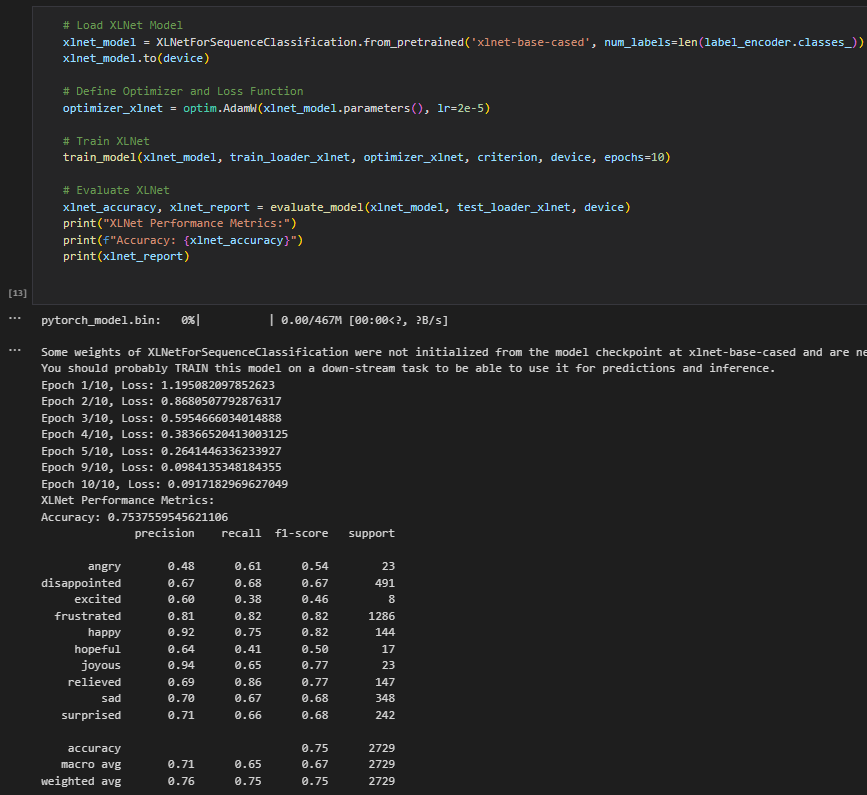 # Load XLNet Model
xlnet_model = XLNetForSequenceClassification.from_pretrained('xlnet-base-cased', num_labels=len(label_encoder.classes_))
xlnet_model.to(device)
# Define Optimizer and Loss Function
optimizer_xlnet = optim.AdamW(xlnet_model.parameters(), lr=2e-5)
# Train XLNet
train_model(xlnet_model, train_loader_xlnet, optimizer_xlnet, criterion, device, epochs=10)
# Evaluate XLNet
xlnet_accuracy, xlnet_report = evaluate_model(xlnet_model, test_loader_xlnet, device)
print("XLNet Performance Metrics:")
print(f"Accuracy: {xlnet_accuracy}")
print(xlnet_report)
[13]
... pytorch_model.bin:   0%|          | 0.00/467M [00:00<?, ?B/s]
... Some weights of XLNetForSequenceClassification were not initialized from the model checkpoint at xlnet-base-cased and are ne
You should probably TRAIN this model on a down-stream task to be able to use it for predictions and inference.
Epoch 1/10, Loss: 1.195082097852623
Epoch 2/10, Loss: 0.8680507792876317
Epoch 3/10, Loss: 0.5954666034014888
Epoch 4/10, Loss: 0.38366520413003125
Epoch 5/10, Loss: 0.2641446336233927
Epoch 9/10, Loss: 0.0984135348184355
Epoch 10/10, Loss: 0.0917182969627049
XLNet Performance Metrics:
Accuracy: 0.7537559545621106
precision recall f1-score support
angry 0.48 0.61 0.54 23
disappointed 0.67 0.68 0.67 491
excited 0.60 0.38 0.46 8
frustrated 0.81 0.82 0.82 1286
happy 0.92 0.75 0.82 144
hopeful 0.64 0.41 0.50 17
joyous 0.94 0.65 0.77 23
relieved 0.69 0.86 0.77 147
sad 0.70 0.67 0.68 348
surprised 0.71 0.66 0.68 242
accuracy 0.75 2729
macro avg 0.71 0.65 0.67 2729
weighted avg 0.76 0.75 0.75 2729